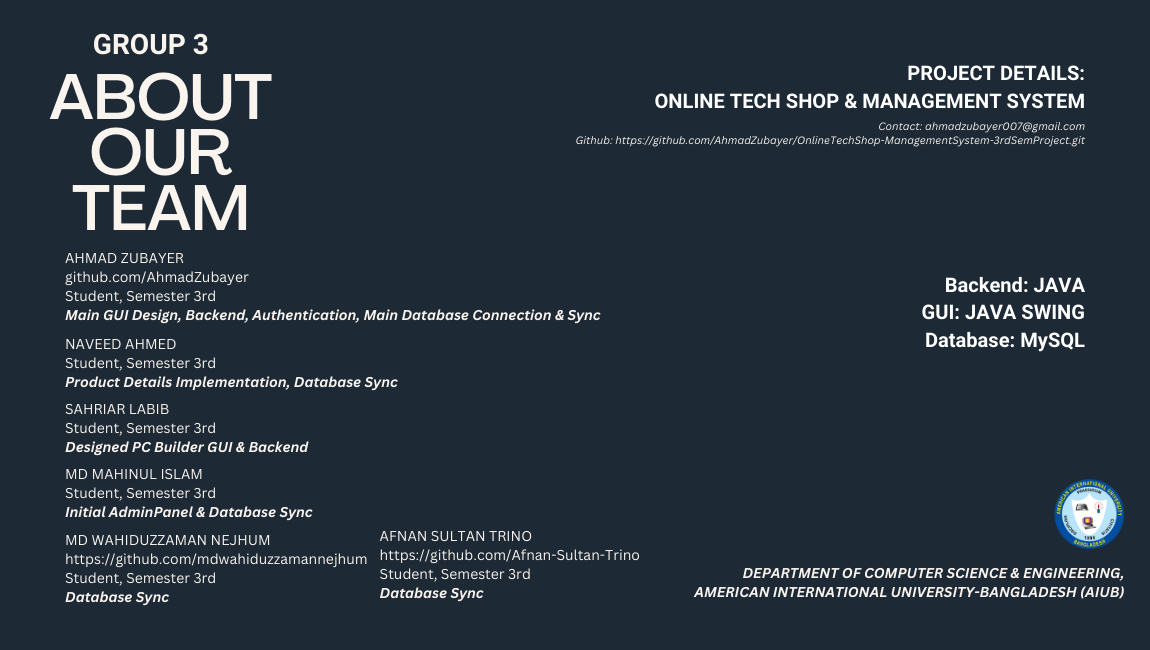 GROUP 3
ABOUT
OUR
TEAM
PROJECT DETAILS:
ONLINE TECH SHOP & MANAGEMENT SYSTEM
Contact: ahmadzubayer007@gmail.com
Github: https://github.com/AhmadZubayer/OnlineTechShop-ManagementSystem-3rdSemProject.git
AHMAD ZUBAYER
github.com/AhmadZubayer
Student, Semester 3rd
Main GUI Design, Backend, Authentication, Main Database Connection & Sync
NAVEED AHMED
Student, Semester 3rd
Product Details Implementation, Database Sync
SAHRIAR LABIB
Student, Semester 3rd
Designed PC Builder GUI & Backend
MD MAHINUL ISLAM
Student, Semester 3rd
Initial AdminPanel & Database Sync
MD WAHIDUZZAMAN NEJHUM
https://github.com/mdwahiduzzamannejhum
Student, Semester 3rd
Database Sync
AFNAN SULTAN TRINO
https://github.com/Afnan-Sultan-Trino
Student, Semester 3rd
Database Sync
Backend: JAVA
GUI: JAVA SWING
Database: MySQL
AMERICAN INTERNATIONAL UNIVERSITY
BANGLADESH
1994
DEPARTMENT OF COMPUTER SCIENCE & ENGINEERING,
AMERICAN INTERNATIONAL UNIVERSITY-BANGLADESH (AIUB)